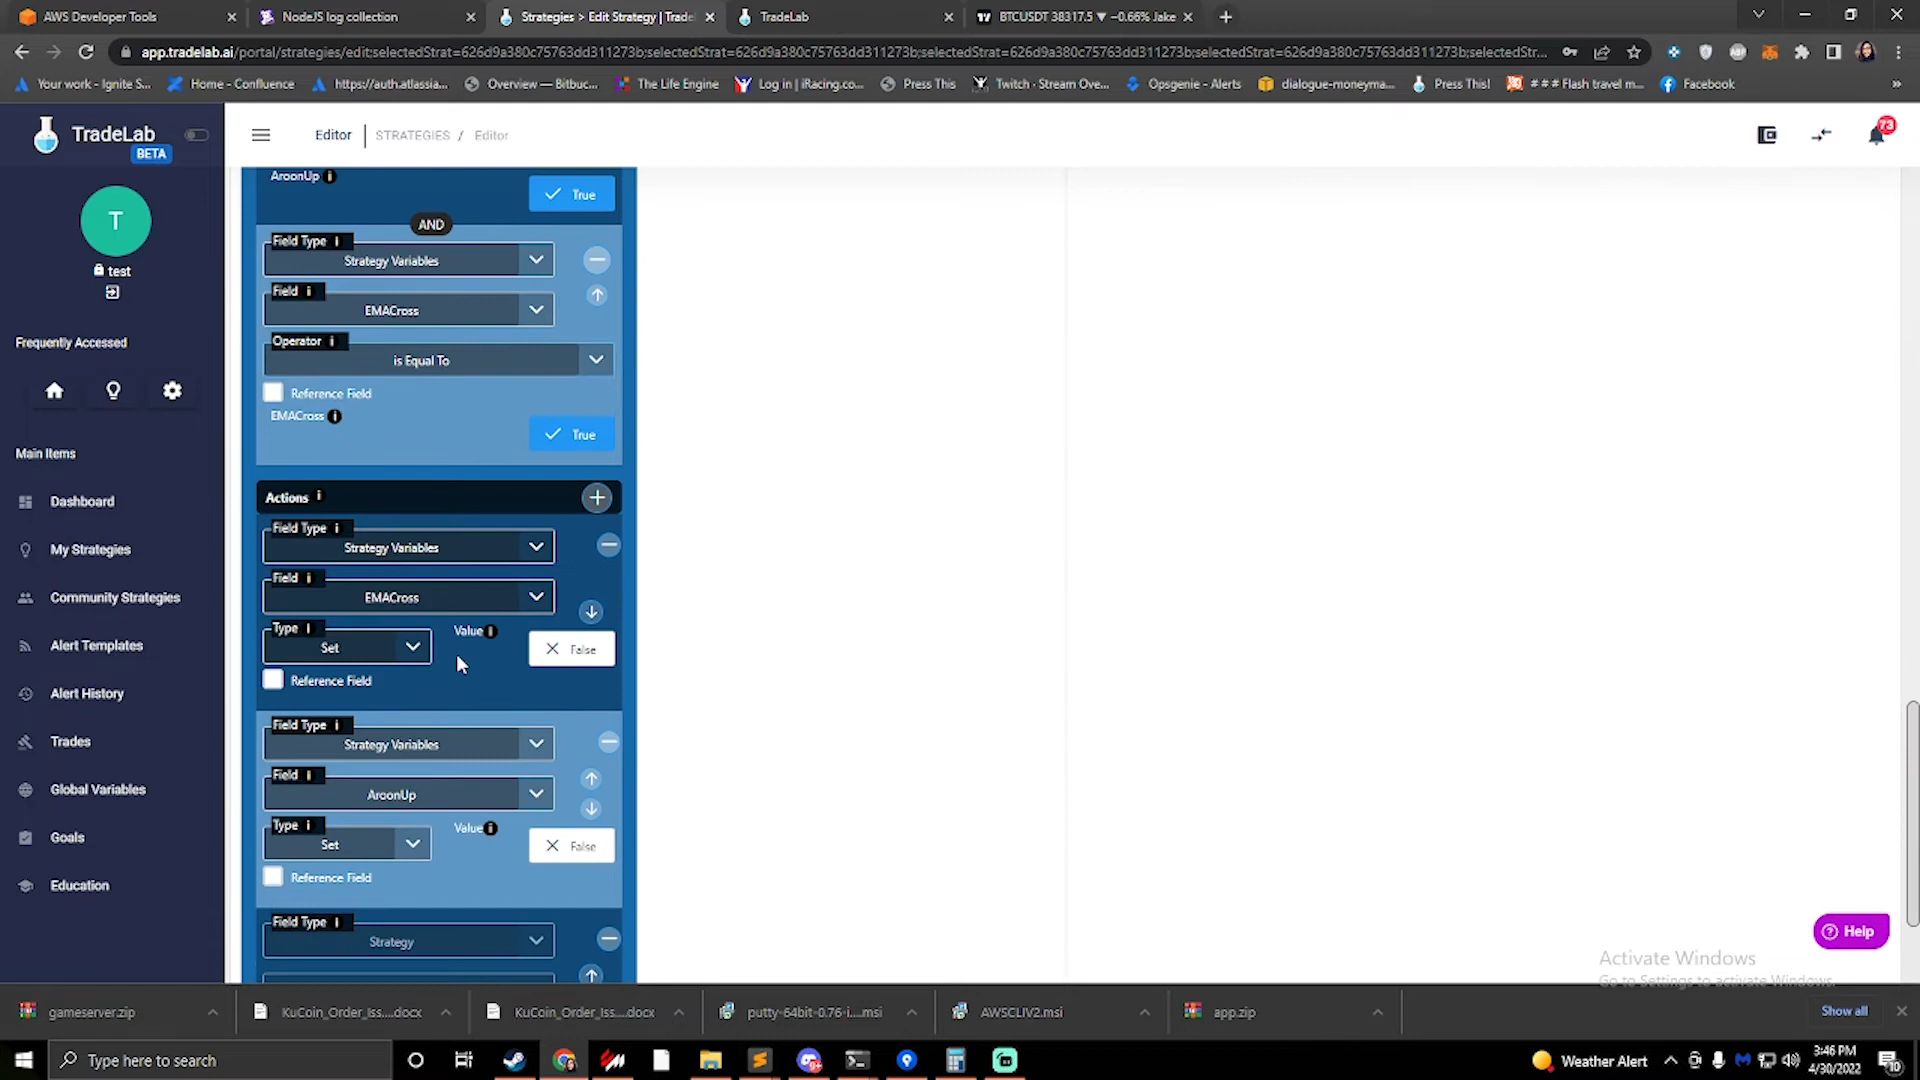 AWS Developer Tools
NodeJS log collection
Strategies > Edit Strategy | Trade
TradeLab
BTCUSDT 38317.5 ▼ −0.66% Jake
app.tradelab.ai/portal/strategies/edit;selectedStrat=626d9a380c75763dd311273b;selectedStrat=626d9a380c75763dd311273b;selectedStrat=626d9a380c75763dd311273b;selectedStr...
Your work - Ignite S...
Home - Confluence
https://auth.atlassia...
Overview — Bitbuc...
The Life Engine
Log in | iRacing.co...
Press This
Twitch - Stream Ove...
Opsgenie - Alerts
dialogue-moneyma...
Press This!
# # # Flash travel m...
Facebook
»
TradeLab
BETA
Editor
STRATEGIES / Editor
73
T
test
Frequently Accessed
Main Items
Dashboard
My Strategies
Community Strategies
Alert Templates
Alert History
Trades
Global Variables
Goals
Education
AroonUp
True
AND
Field Type
Strategy Variables
Field
EMACross
Operator
is Equal To
Reference Field
EMACross
True
Actions
Field Type
Strategy Variables
Field
EMACross
Type
Set
Value
False
Reference Field
Field Type
Strategy Variables
Field
AroonUp
Type
Set
Value
False
Reference Field
Field Type
Strategy
Help
Activate Windows
Go to Settings to activate Windows.
gameserver.zip
KuCoin_Order_Iss....docx
KuCoin_Order_Iss....docx
putty-64bit-0.76-i....msi
AWSCLIV2.msi
app.zip
Show all
Type here to search
Weather Alert
3:46 PM
4/30/2022
10